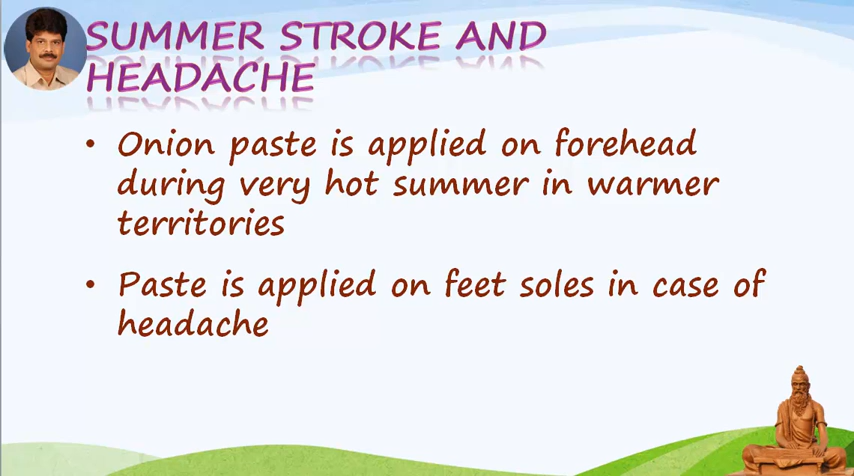 SUMMER STROKE AND
HEADACHE
• Onion paste is applied on forehead
during very hot summer in warmer
territories
• Paste is applied on feet soles in case of
headache